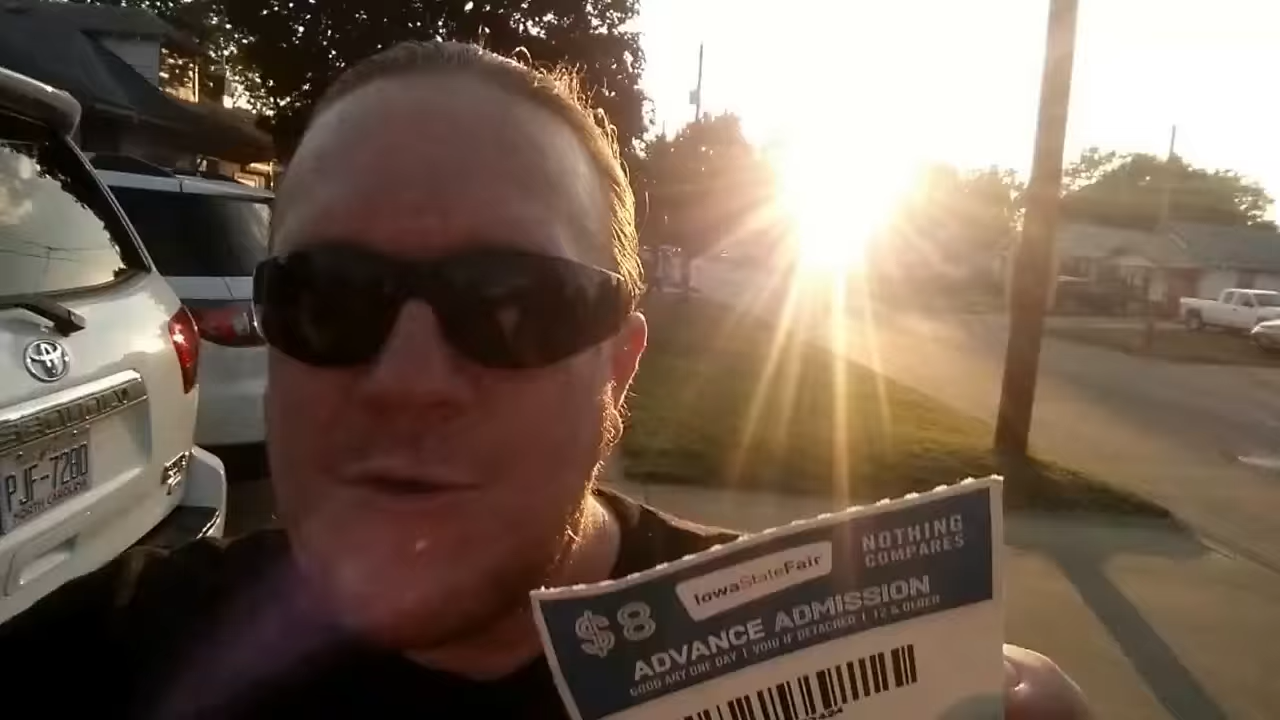 SEQUOIA
PJF-7280
NORTH CAROLINA
NOTHING
COMPARES
IowaStateFair
$8
ADVANCE ADMISSION
GOOD ANY ONE DAY | VOID IF DETACHED | 12 & OLDER